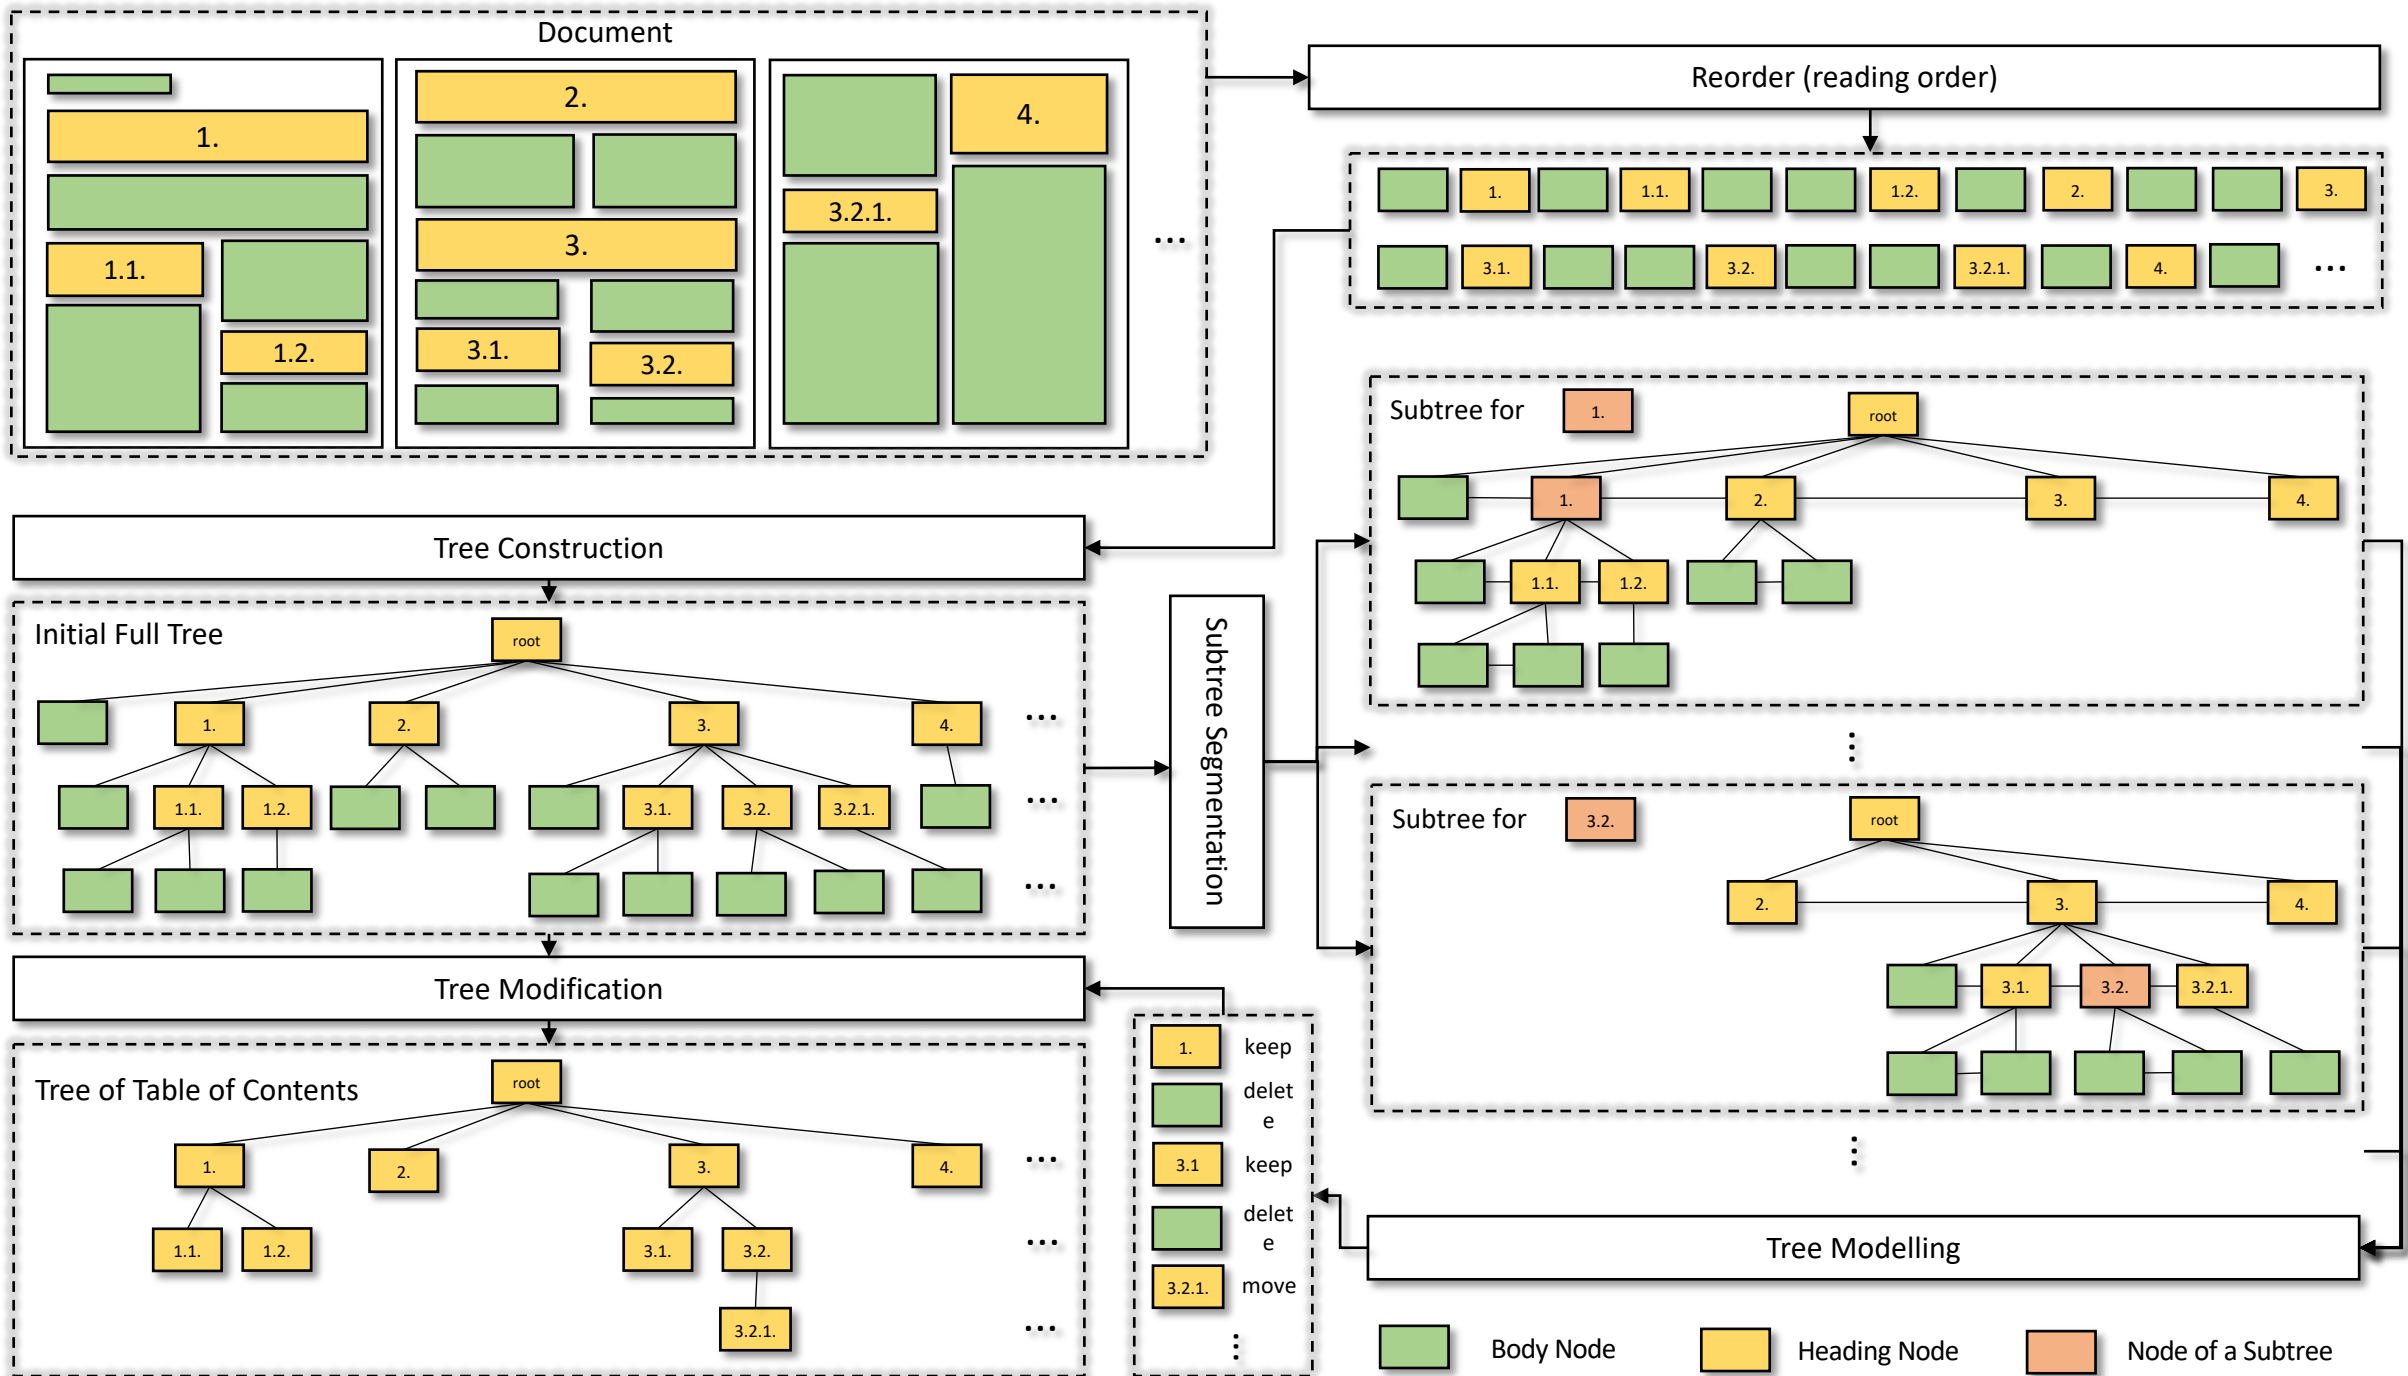 Document
1.
1.1.
1.2.
2.
3.
3.1.
3.2.
3.2.1.
4.
...
Reorder (reading order)
1. 1.1. 1.2. 2. 3.
3.1. 3.2. 3.2.1. 4. ...
Tree Construction
Initial Full Tree
root
1. 2. 3. 4. ...
1.1. 1.2. 3.1. 3.2. 3.2.1. ...
...
Subtree Segmentation
Subtree for 1.
root
1. 2. 3. 4.
1.1. 1.2.
...
Subtree for 3.2.
root
2. 3. 4.
3.1. 3.2. 3.2.1.
...
Tree Modelling
1. keep
delet
e
3.1 keep
delet
e
3.2.1. move
...
Tree Modification
Tree of Table of Contents
root
1. 2. 3. 4. ...
1.1. 1.2. 3.1. 3.2. ...
3.2.1. ...
Body Node
Heading Node
Node of a Subtree